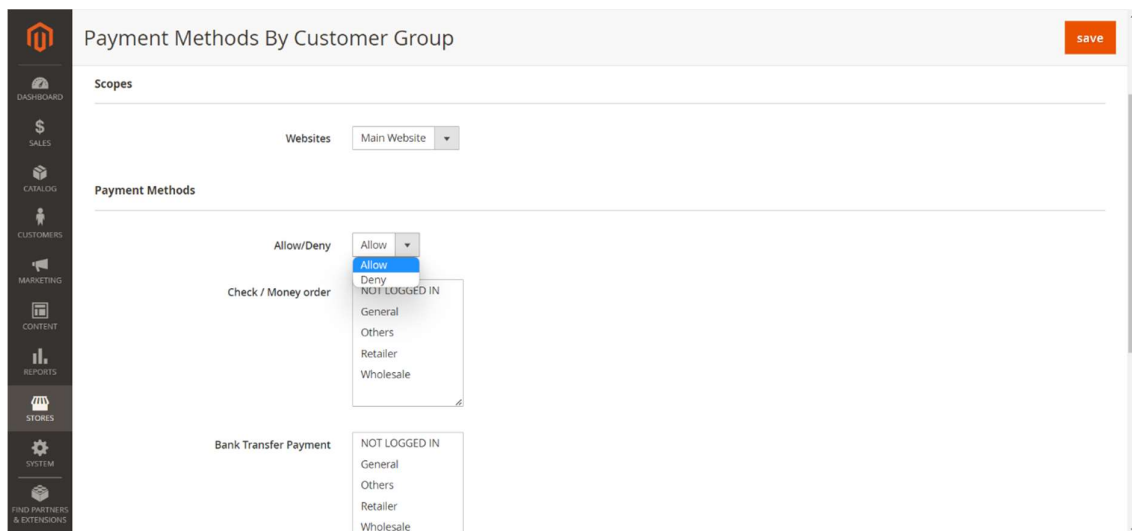 Payment Methods By Customer Group
save
DASHBOARD
SALES
CATALOG
CUSTOMERS
MARKETING
CONTENT
REPORTS
STORES
SYSTEM
FIND PARTNERS
& EXTENSIONS
Scopes
Websites Main Website
Payment Methods
Allow/Deny Allow
Allow
Deny
Check / Money order NOT LOGGED IN
General
Others
Retailer
Wholesale
Bank Transfer Payment NOT LOGGED IN
General
Others
Retailer
Wholesale